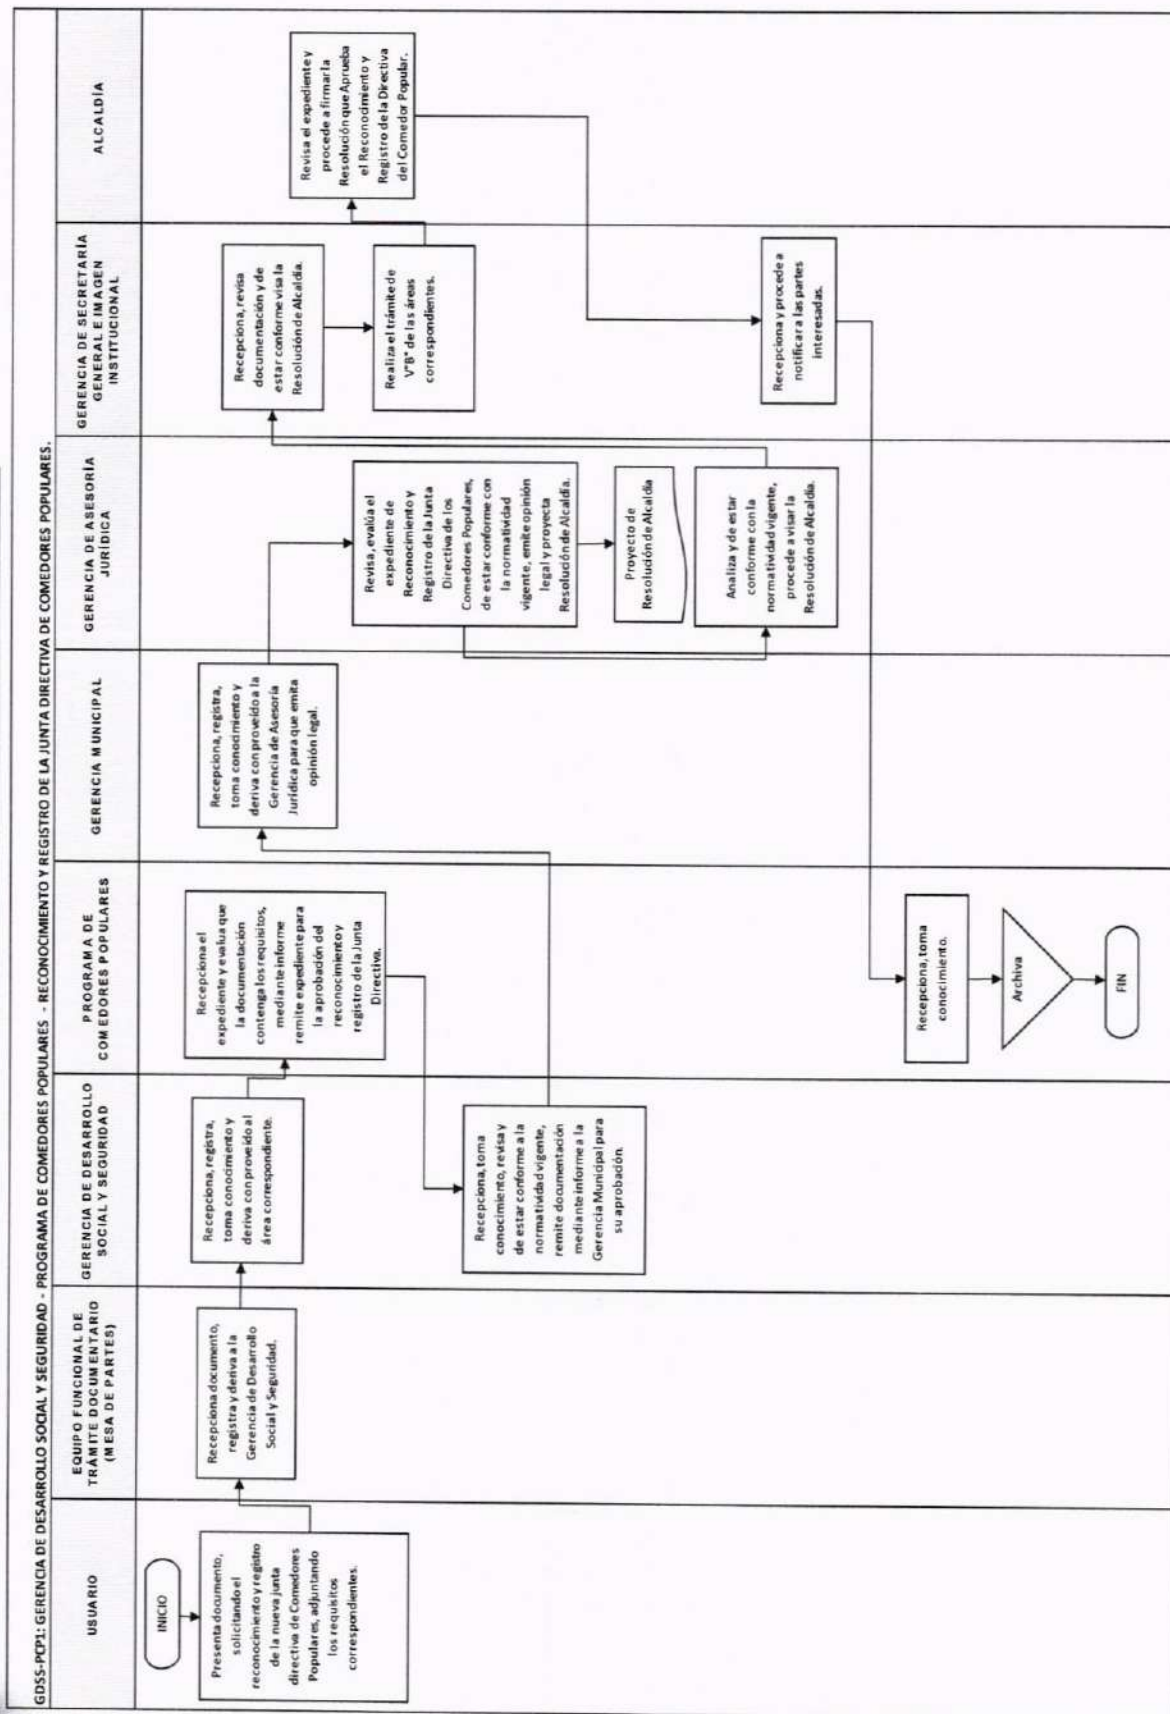 GDSS-PCP1: GERENCIA DE DESARROLLO SOCIAL Y SEGURIDAD - PROGRAMA DE COMEDORES POPULARES - RECONOCIMIENTO Y REGISTRO DE LA JUNTA DIRECTIVA DE COMEDORES POPULARES.
USUARIO
EQUIPO FUNCIONAL DE
TRÁMITE DOCUMENTARIO
(MESA DE PARTES)
GERENCIA DE DESARROLLO
SOCIAL Y SEGURIDAD
PROGRAMA DE
COMEDORES POPULARES
GERENCIA MUNICIPAL
GERENCIA DE ASESORÍA
JURÍDICA
GERENCIA DE SECRETARÍA
GENERAL E IMAGEN
INSTITUCIONAL
ALCALDÍA
INICIO
Presenta documento,
solicitando el
reconocimiento y registro
de la nueva junta
directiva de Comedores
Populares, adjuntando
los requisitos
correspondientes.
Recepciona documento,
registra y deriva a la
Gerencia de Desarrollo
Social y Seguridad.
Recepciona, registra,
toma conocimiento y
deriva con proveído al
área correspondiente.
Recepciona el
expediente y evalua que
la documentación
contenga los requisitos,
mediante informe
remite expediente para
la aprobación del
reconocimiento y
registro de la Junta
Directiva.
Recepciona, toma
conocimiento, revisa y
de estar conforme a la
normatividad vigente,
remite documentación
mediante informe a la
Gerencia Municipal para
su aprobación.
Recepciona, registra,
toma conocimiento y
deriva con proveído a la
Gerencia de Asesoría
Jurídica para que emita
opinión legal.
Revisa, evalúa el
expediente de
Reconocimiento y
Registro de la Junta
Directiva de los
Comedores Populares,
de estar conforme con
la normatividad
vigente, emite opinión
legal y proyecta
Resolución de Alcaldía.
Proyecto de
Resolución de Alcaldía
Analiza y de estar
conforme con la
normatividad vigente,
procede a visar la
Resolución de Alcaldía.
Recepciona, revisa
documentación y de
estar conforme visa la
Resolución de Alcaldía.
Realiza el trámite de
V°B° de las áreas
correspondientes.
Revisa el expediente y
procede a firmar la
Resolución que Aprueba
el Reconocimiento y
Registro de la Directiva
del Comedor Popular.
Recepciona y procede a
notificar a las partes
interesadas.
Recepciona, toma
conocimiento.
Archiva
FIN